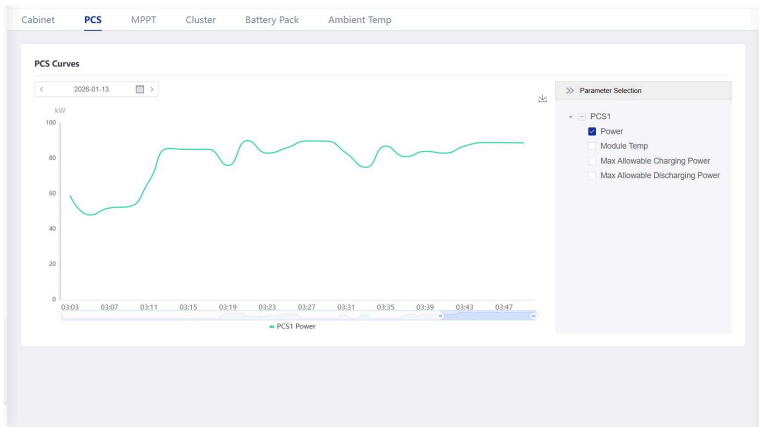 Cabinet PCS MPPT Cluster Battery Pack Ambient Temp
PCS Curves
< 2026-01-13 >
Parameter Selection
kW
100
80
60
40
20
0
03:03 03:07 03:11 03:15 03:19 03:23 03:27 03:31 03:35 03:39 03:43 03:47
PCS1 Power
PCS1
Power
Module Temp
Max Allowable Charging Power
Max Allowable Discharging Power